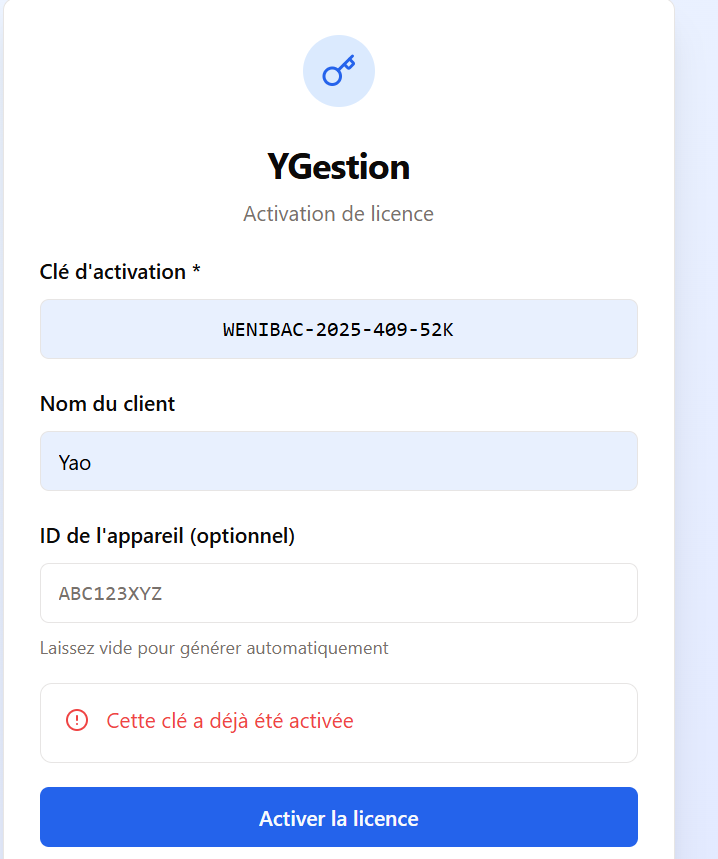 YGestion
Activation de licence
Clé d'activation *
WENIBAC-2025-409-52K
Nom du client
Yao
ID de l'appareil (optionnel)
ABC123XYZ
Laissez vide pour générer automatiquement
Cette clé a déjà été activée
Activer la licence